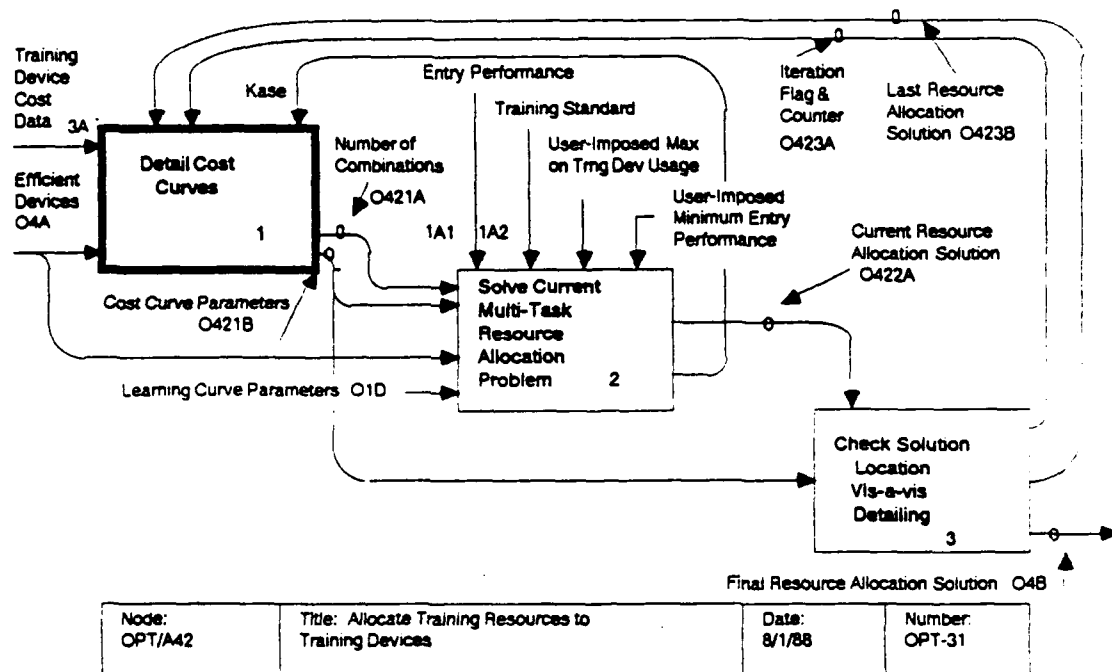 Training
Device
Cost
Data 3A
Efficient
Devices
O4A
Kase
Detail Cost
Curves
1
Number of
Combinations
O421A
Cost Curve Parameters
O421B
Entry Performance
Training Standard
User-Imposed Max
on Trng Dev Usage
User-Imposed
Minimum Entry
Performance
1A1 1A2
Iteration
Flag &
Counter
O423A
Last Resource
Allocation
Solution O423B
Current Resource
Allocation Solution
O422A
Solve Current
Multi-Task
Resource
Allocation
Problem 2
Learning Curve Parameters O1D
Check Solution
Location
Vis-a-vis
Detailing
3
Final Resource Allocation Solution O4B
Node:
OPT/A42
Title: Allocate Training Resources to
Training Devices
Date:
8/1/88
Number:
OPT-31